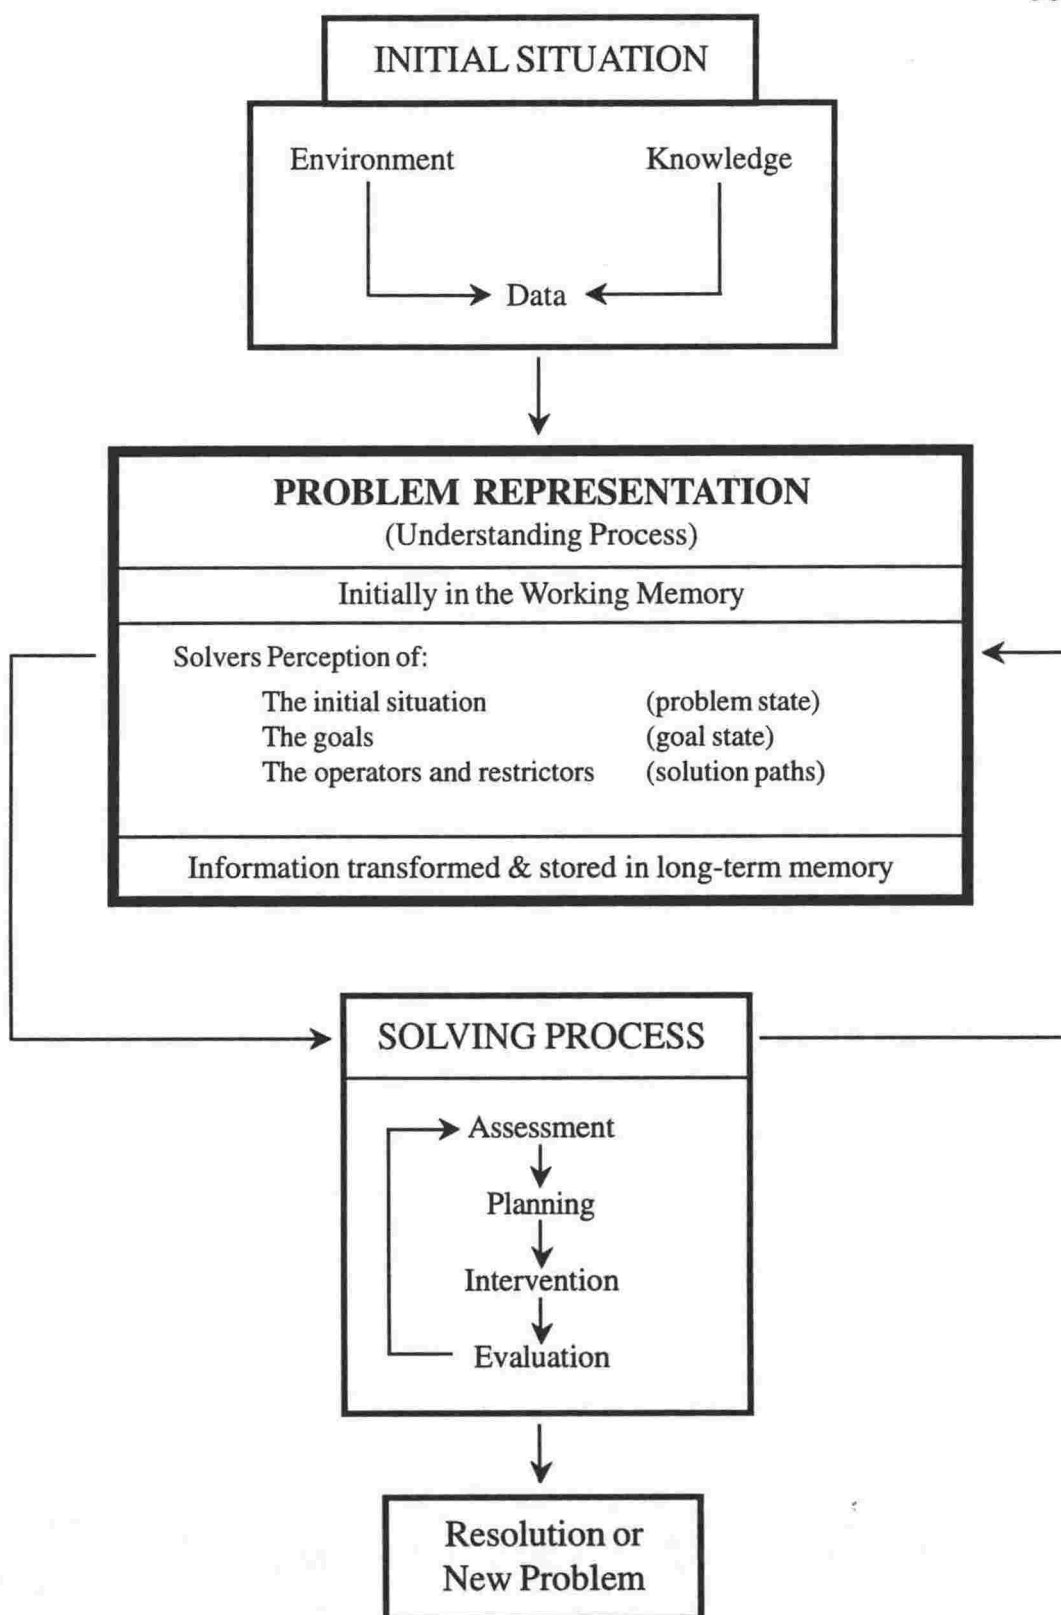 INITIAL SITUATION
Environment Knowledge
Data
PROBLEM REPRESENTATION
(Understanding Process)
Initially in the Working Memory
Solvers Perception of:
The initial situation (problem state)
The goals (goal state)
The operators and restrictors (solution paths)
Information transformed & stored in long-term memory
SOLVING PROCESS
Assessment
Planning
Intervention
Evaluation
Resolution or
New Problem